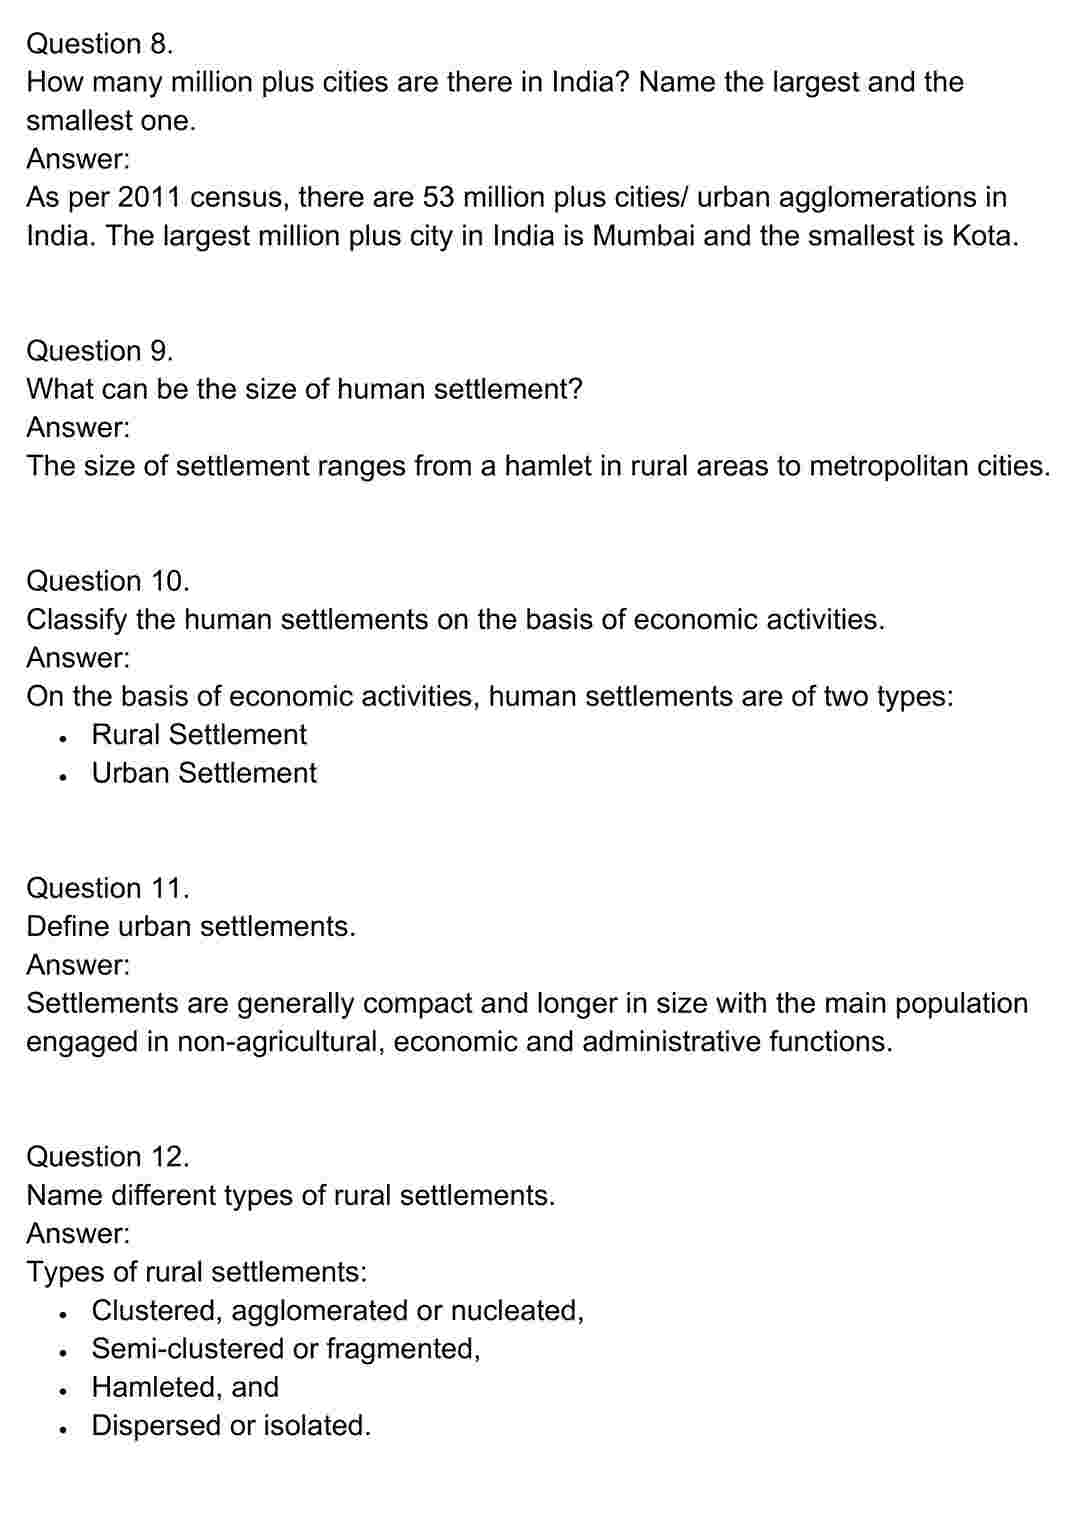 Question 8.
How many million plus cities are there in India? Name the largest and the
smallest one.
Answer:
As per 2011 census, there are 53 million plus cities/ urban agglomerations in
India. The largest million plus city in India is Mumbai and the smallest is Kota.
Question 9.
What can be the size of human settlement?
Answer:
The size of settlement ranges from a hamlet in rural areas to metropolitan cities.
Question 10.
Classify the human settlements on the basis of economic activities.
Answer:
On the basis of economic activities, human settlements are of two types:
• Rural Settlement
• Urban Settlement
Question 11.
Define urban settlements.
Answer:
Settlements are generally compact and longer in size with the main population
engaged in non-agricultural, economic and administrative functions.
Question 12.
Name different types of rural settlements.
Answer:
Types of rural settlements:
• Clustered, agglomerated or nucleated,
• Semi-clustered or fragmented,
• Hamleted, and
• Dispersed or isolated.